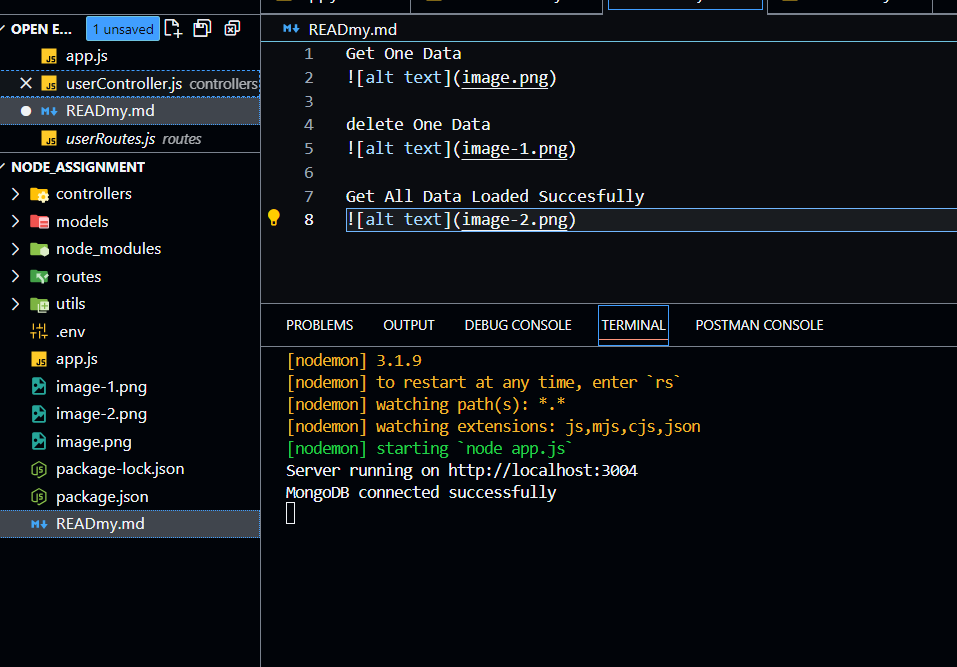 OPEN E... 1 unsaved
app.js
userController.js controllers
READmy.md
userRoutes.js routes
NODE_ASSIGNMENT
controllers
models
node_modules
routes
utils
.env
app.js
image-1.png
image-2.png
image.png
package-lock.json
package.json
READmy.md
READmy.md
1 Get One Data
2 ![alt text](image.png)
3
4 delete One Data
5 ![alt text](image-1.png)
6
7 Get All Data Loaded Succesfully
8 ![alt text](image-2.png)
PROBLEMS OUTPUT DEBUG CONSOLE TERMINAL POSTMAN CONSOLE
[nodemon] 3.1.9
[nodemon] to restart at any time, enter `rs`
[nodemon] watching path(s): *.*
[nodemon] watching extensions: js,mjs,cjs,json
[nodemon] starting `node app.js`
Server running on http://localhost:3004
MongoDB connected successfully